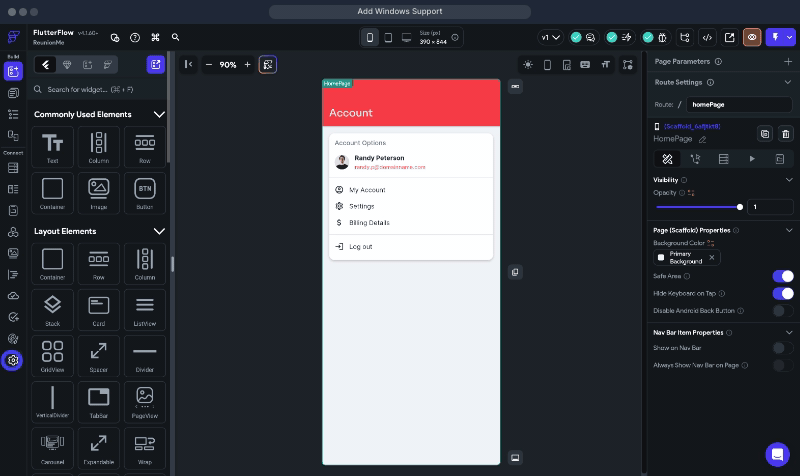 Add Windows Support
FlutterFlow v4.1.60+
ReunionMe
Size (px)
390 × 844
v1
Build
Connect
Search for widget... (⌘ + F)
Commonly Used Elements
Text
Column
Row
Container
Image
BTN
Button
Layout Elements
Container
Row
Column
Stack
Card
ListView
GridView
Spacer
Divider
VerticalDivider
TabBar
PageView
Carousel
Expandable
Wrap
90%
HomePage
Account
Account Options
Randy Peterson
randy.p@domainname.com
My Account
Settings
Billing Details
Log out
Page Parameters
Route Settings
Route: / homePage
HomePage
Visibility
Opacity
1
Page (Scaffold) Properties
Background Color
Primary
Background
Safe Area
Hide Keyboard on Tap
Disable Android Back Button
Nav Bar Item Properties
Show on Nav Bar
Always Show Nav Bar on Page